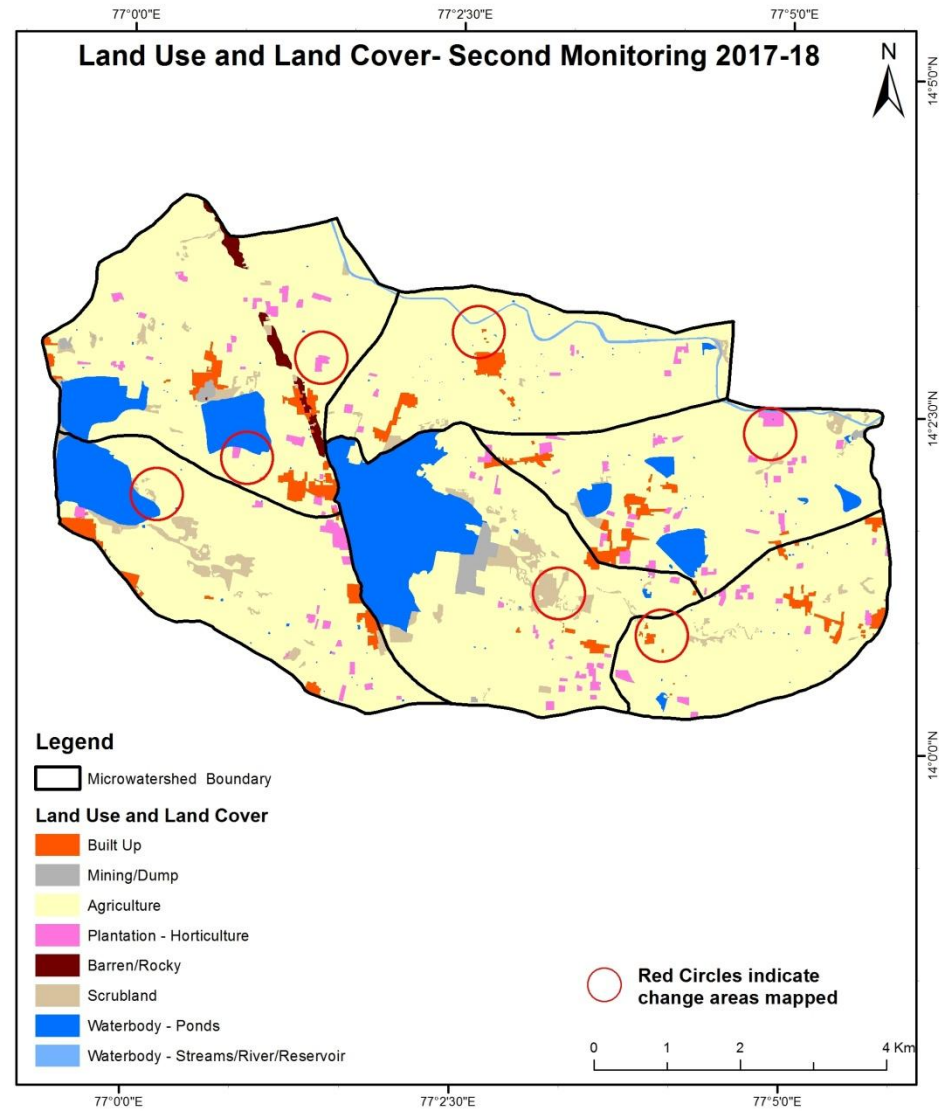 77°0'0"E
77°2'30"E
77°5'0"E
Land Use and Land Cover- Second Monitoring 2017-18
N
14°5'0"N
14°2'30"N
14°0'0"N
Legend
Microwatershed Boundary
Land Use and Land Cover
Built Up
Mining/Dump
Agriculture
Plantation - Horticulture
Barren/Rocky
Scrubland
Waterbody - Ponds
Waterbody - Streams/River/Reservoir
Red Circles indicate
change areas mapped
0 1 2 4 Km
77°0'0"E
77°2'30"E
77°5'0"E